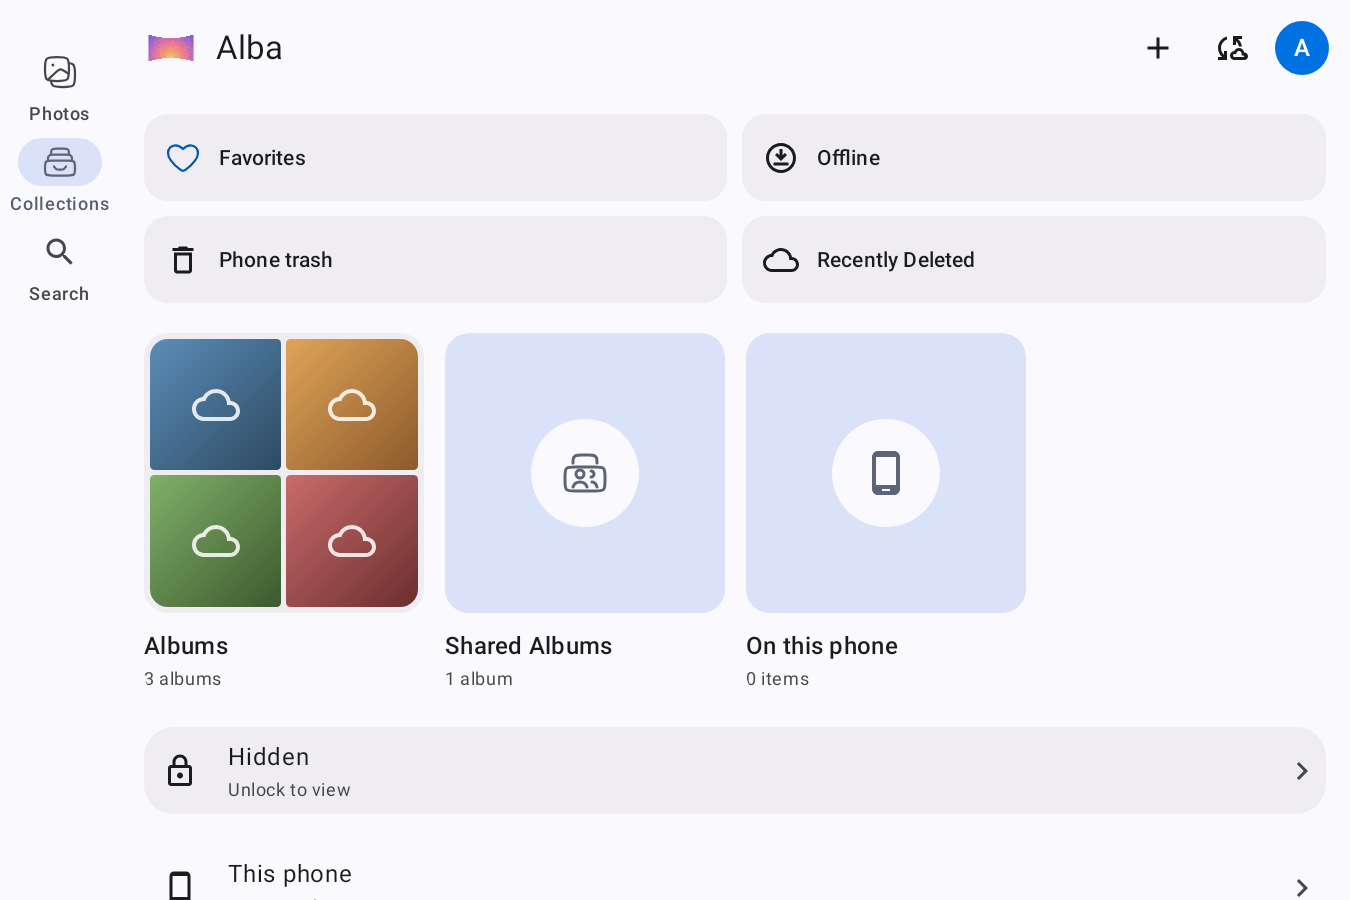 Alba
A
Photos
Collections
Search
Favorites
Offline
Phone trash
Recently Deleted
Albums
3 albums
Shared Albums
1 album
On this phone
0 items
Hidden
Unlock to view
This phone